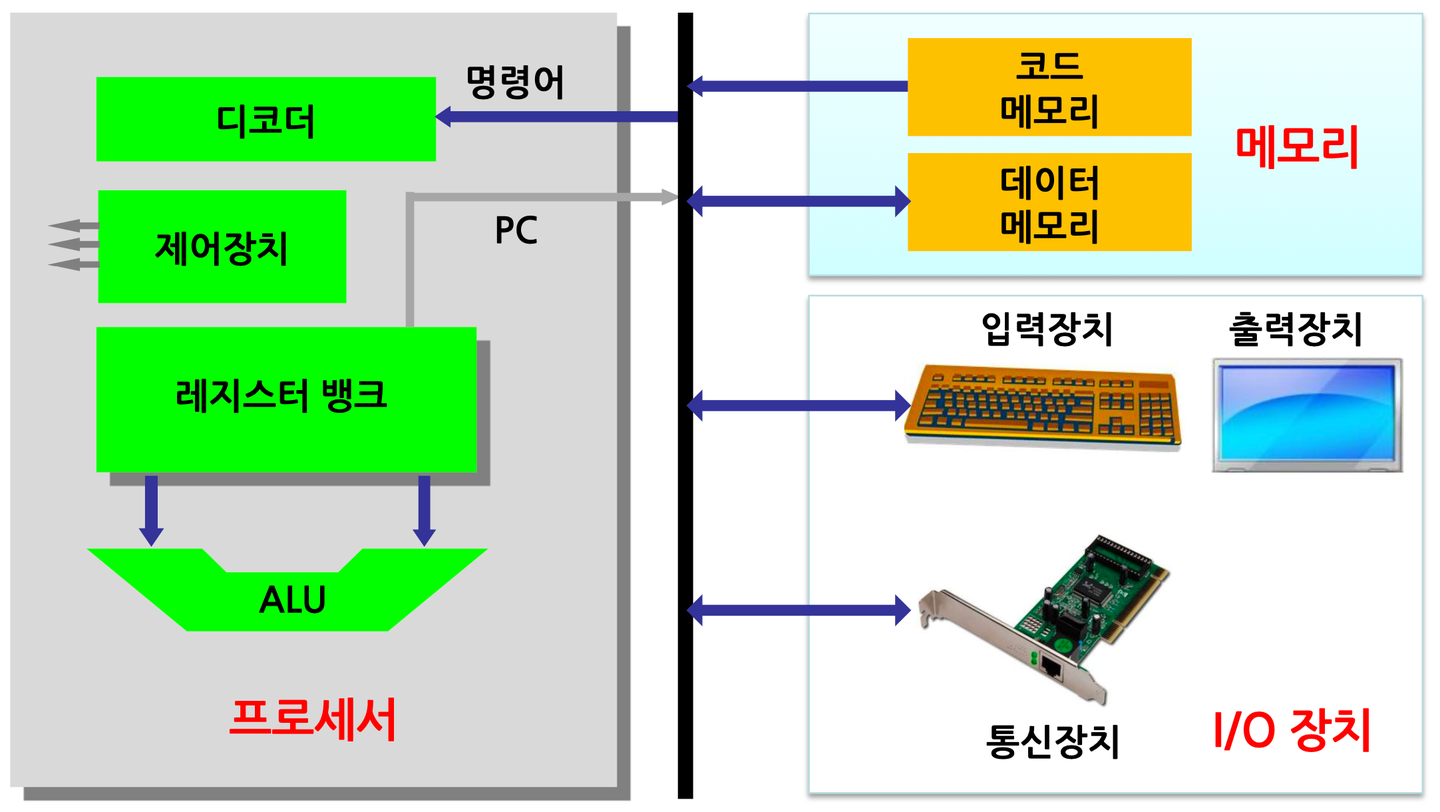 명령어
디코더
제어장치
PC
레지스터 뱅크
ALU
프로세서
코드
메모리
데이터
메모리
메모리
입력장치
출력장치
통신장치
I/O 장치